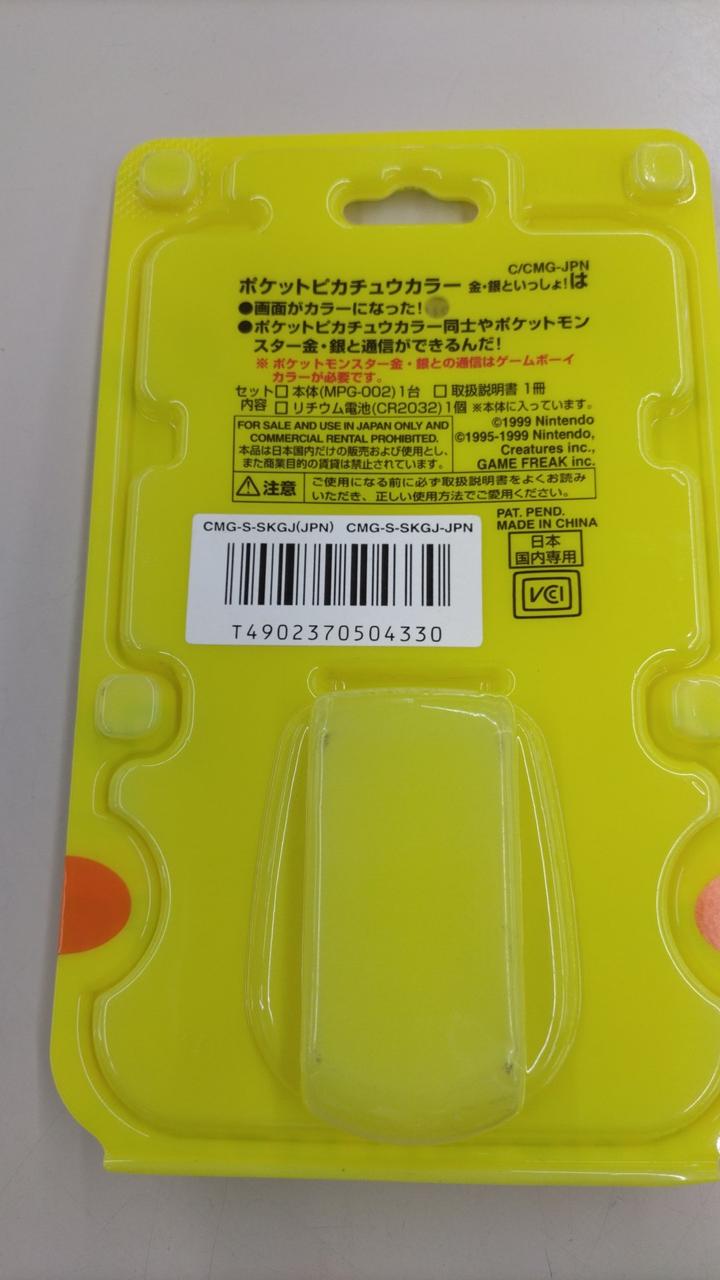 C/CMG-JPN
ポケットピカチュウカラー 金・銀といっしょ!は
●画面がカラーになった!
●ポケットピカチュウカラー同士やポケットモン
スター金・銀と通信ができるんだ!
※ ポケットモンスター金・銀との通信はゲームボーイ
カラーが必要です。
セット内容 □ 本体(MPG-002)1台 □ 取扱説明書 1冊
□ リチウム電池(CR2032)1個 ※本体に入っています。
FOR SALE AND USE IN JAPAN ONLY AND
COMMERCIAL RENTAL PROHIBITED.
本品は日本国内だけの販売および使用とし、
また商業目的の賃貸は禁止されています。
©1999 Nintendo,
©1995-1999 Nintendo,
Creatures inc.,
GAME FREAK inc.
⚠注意
ご使用になる前に必ず取扱説明書をよくお読み
いただき、正しい使用方法でご愛用ください。
PAT. PEND.
MADE IN CHINA
日本
国内専用
VCI
CMG-S-SKGJ(JPN) CMG-S-SKGJ-JPN
T4902370504330